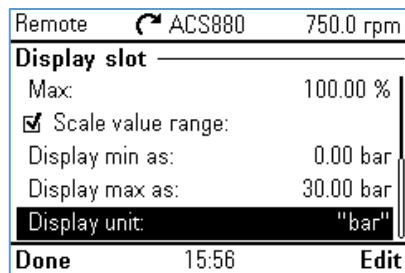 Remote ACS880 750.0 rpm
Display slot
Max: 100.00 %
Scale value range:
Display min as: 0.00 bar
Display max as: 30.00 bar
Display unit: "bar"
Done 15:56 Edit